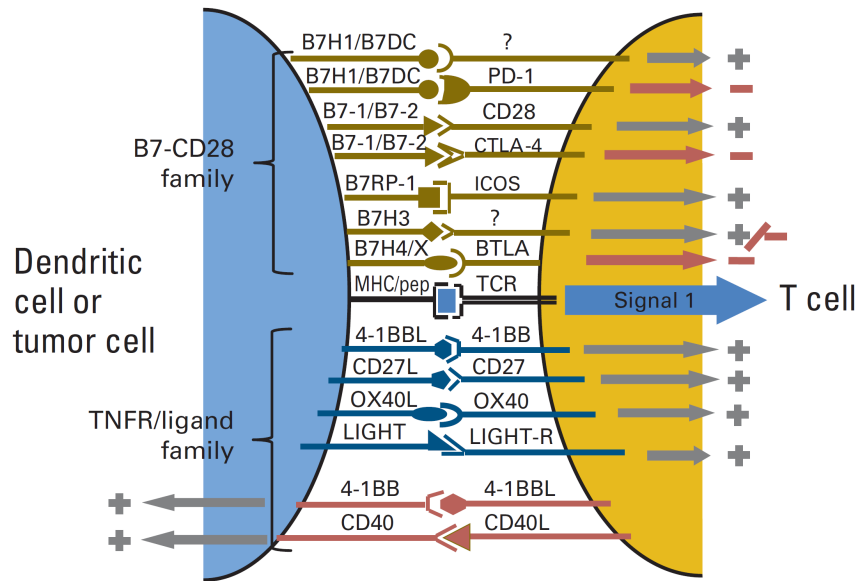 B7H1/B7DC ? +
B7H1/B7DC PD-1 –
B7-1/B7-2 CD28 +
B7-1/B7-2 CTLA-4 –
B7-CD28
family
B7RP-1 ICOS +
B7H3 ? +/–
B7H4/X BTLA –
Dendritic
cell or
tumor cell
MHC/pep TCR Signal 1 T cell
4-1BBL 4-1BB +
CD27L CD27 +
OX40L OX40 +
TNFR/ligand
family
LIGHT LIGHT-R +
+ 4-1BB 4-1BBL
+ CD40 CD40L